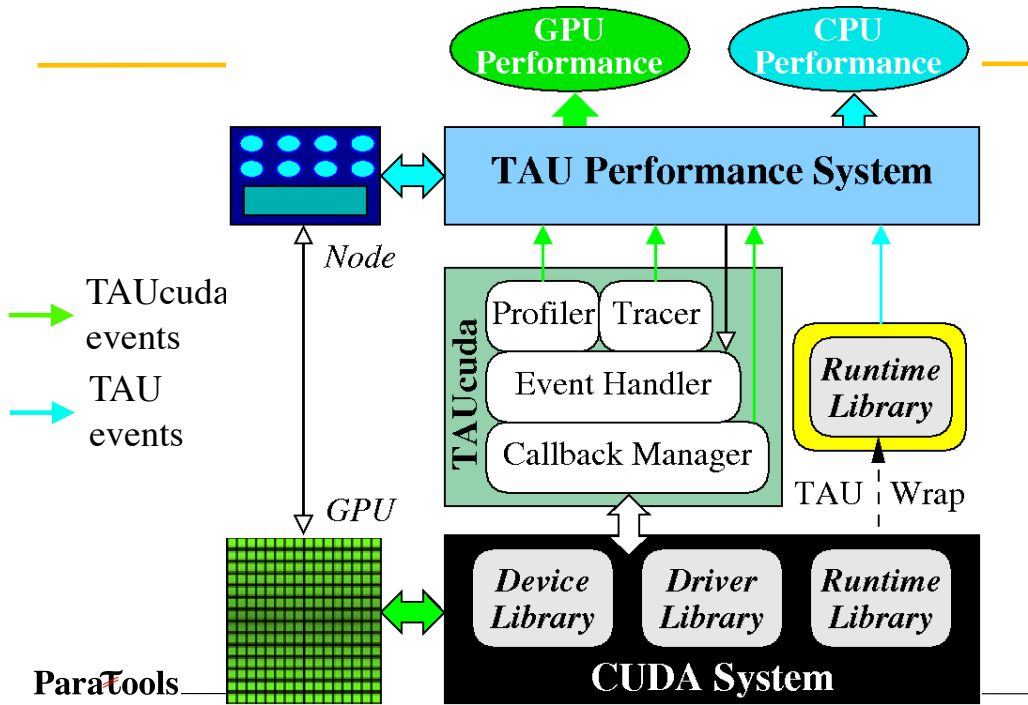 GPU
Performance
CPU
Performance
TAU Performance System
Node
TAUcuda
events
TAU
events
TAUcuda
Profiler
Tracer
Event Handler
Callback Manager
Runtime
Library
TAU Wrap
GPU
Device
Library
Driver
Library
Runtime
Library
CUDA System
ParaTools